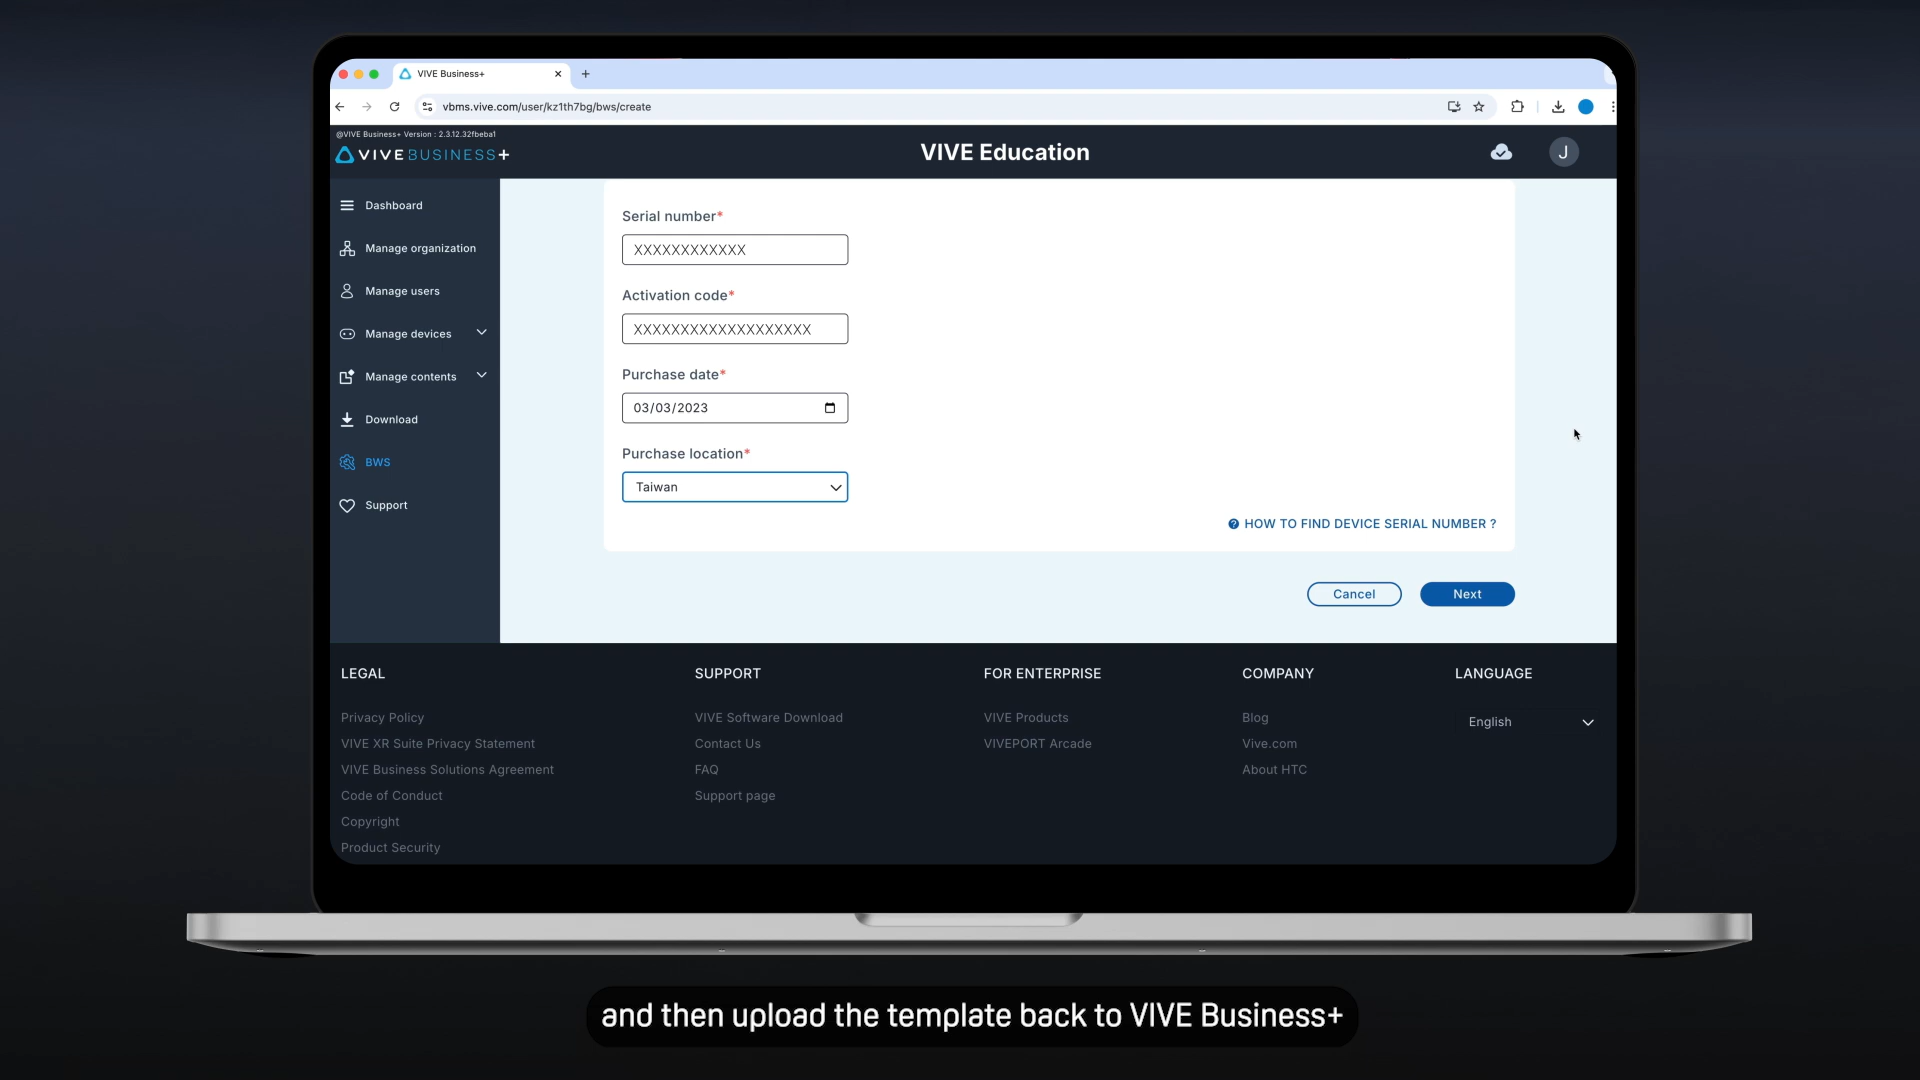 VIVE Business+
vbms.vive.com/user/kz1th7bg/bws/create
@VIVE Business+ Version : 2.3.12.32fbeba1
VIVE BUSINESS+
VIVE Education
J
Dashboard
Manage organization
Manage users
Manage devices
Manage contents
Download
BWS
Support
Serial number*
XXXXXXXXXXXX
Activation code*
XXXXXXXXXXXXXXXXXXX
Purchase date*
03/03/2023
Purchase location*
Taiwan
HOW TO FIND DEVICE SERIAL NUMBER ?
Cancel
Next
LEGAL
Privacy Policy
VIVE XR Suite Privacy Statement
VIVE Business Solutions Agreement
Code of Conduct
Copyright
Product Security
SUPPORT
VIVE Software Download
Contact Us
FAQ
Support page
FOR ENTERPRISE
VIVE Products
VIVEPORT Arcade
COMPANY
Blog
Vive.com
About HTC
LANGUAGE
English
and then upload the template back to VIVE Business+